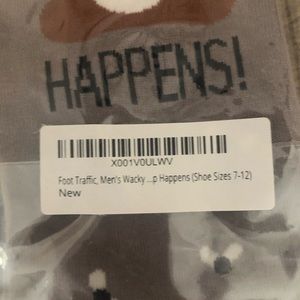 HAPPENS!
X001V0ULWV
Foot Traffic, Men's Wacky ...p Happens (Shoe Sizes 7-12)
New